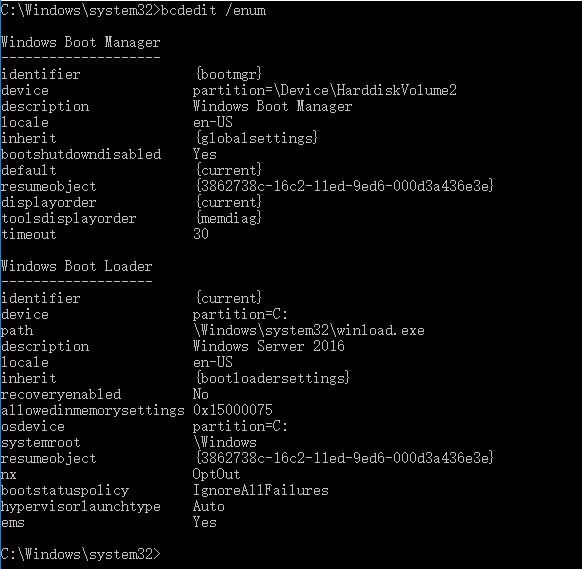 C:\Windows\system32>bcdedit /enum
Windows Boot Manager
--------------------
identifier              {bootmgr}
device                  partition=\Device\HarddiskVolume2
description             Windows Boot Manager
locale                  en-US
inherit                 {globalsettings}
bootshutdowndisabled    Yes
default                 {current}
resumeobject            {3862738c-16c2-11ed-9ed6-000d3a436e3e}
displayorder            {current}
toolsdisplayorder       {memdiag}
timeout                 30
Windows Boot Loader
-------------------
identifier              {current}
device                  partition=C:
path                    \Windows\system32\winload.exe
description             Windows Server 2016
locale                  en-US
inherit                 {bootloadersettings}
recoveryenabled         No
allowedinmemorysettings 0x15000075
osdevice                partition=C:
systemroot              \Windows
resumeobject            {3862738c-16c2-11ed-9ed6-000d3a436e3e}
nx                      OptOut
bootstatuspolicy        IgnoreAllFailures
hypervisorlaunchtype    Auto
ems                     Yes
C:\Windows\system32>